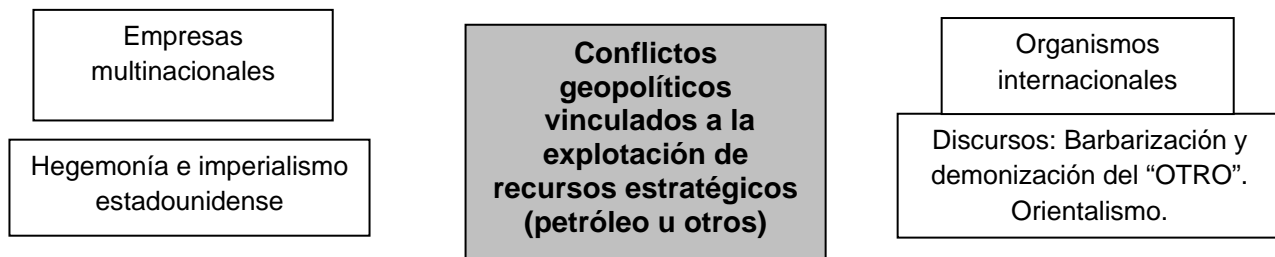 Empresas
multinacionales
Hegemonía e imperialismo
estadounidense
Conflictos
geopolíticos
vinculados a la
explotación de
recursos estratégicos
(petróleo u otros)
Organismos
internacionales
Discursos: Barbarización y
demonización del “OTRO”.
Orientalismo.